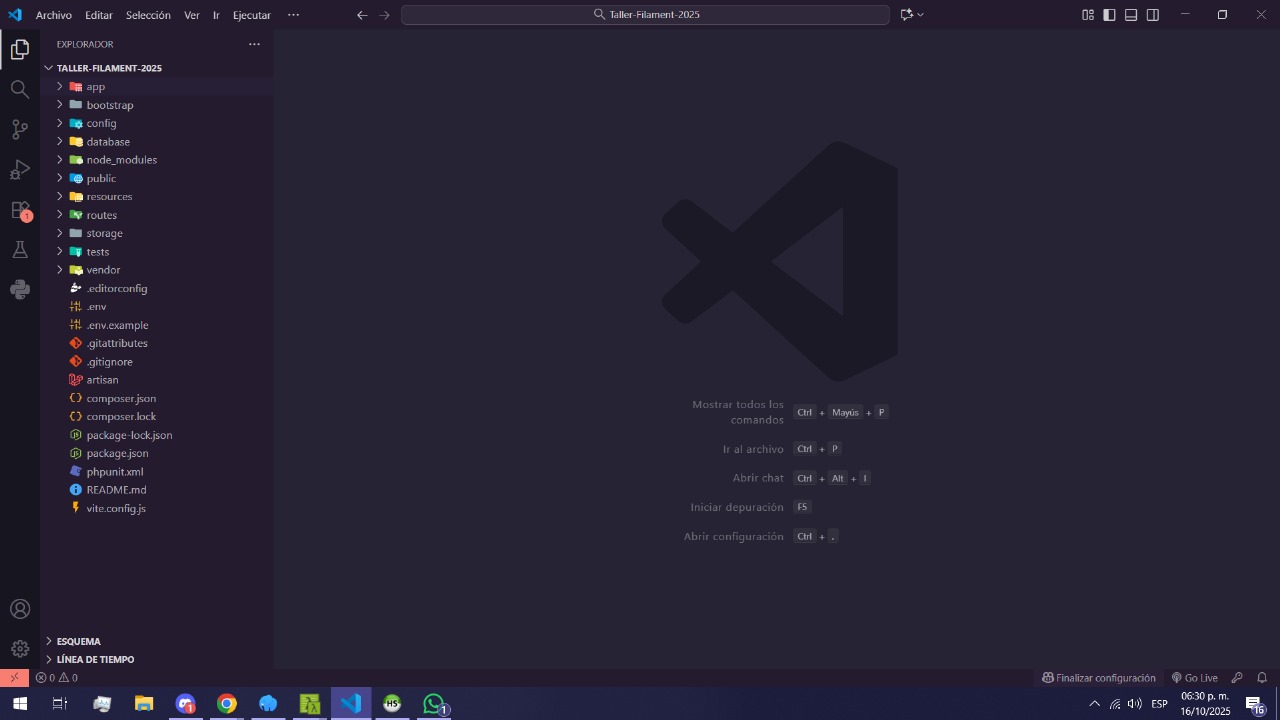 Archivo Editar Selección Ver Ir Ejecutar ··· Taller-Filament-2025
EXPLORADOR ···
TALLER-FILAMENT-2025
app
bootstrap
config
database
node_modules
public
resources
routes
1
storage
tests
vendor
.editorconfig
.env
.env.example
.gitattributes
.gitignore
artisan
composer.json
composer.lock
package-lock.json
package.json
phpunit.xml
README.md
vite.config.js
Mostrar todos los comandos Ctrl + Mayús + P
Ir al archivo Ctrl + P
Abrir chat Ctrl + Alt + I
Iniciar depuración F5
Abrir configuración Ctrl + ,
ESQUEMA
LÍNEA DE TIEMPO
0 0 Finalizar configuración Go Live
1 HS 1 ESP 06:30 p. m.
16/10/2025 16